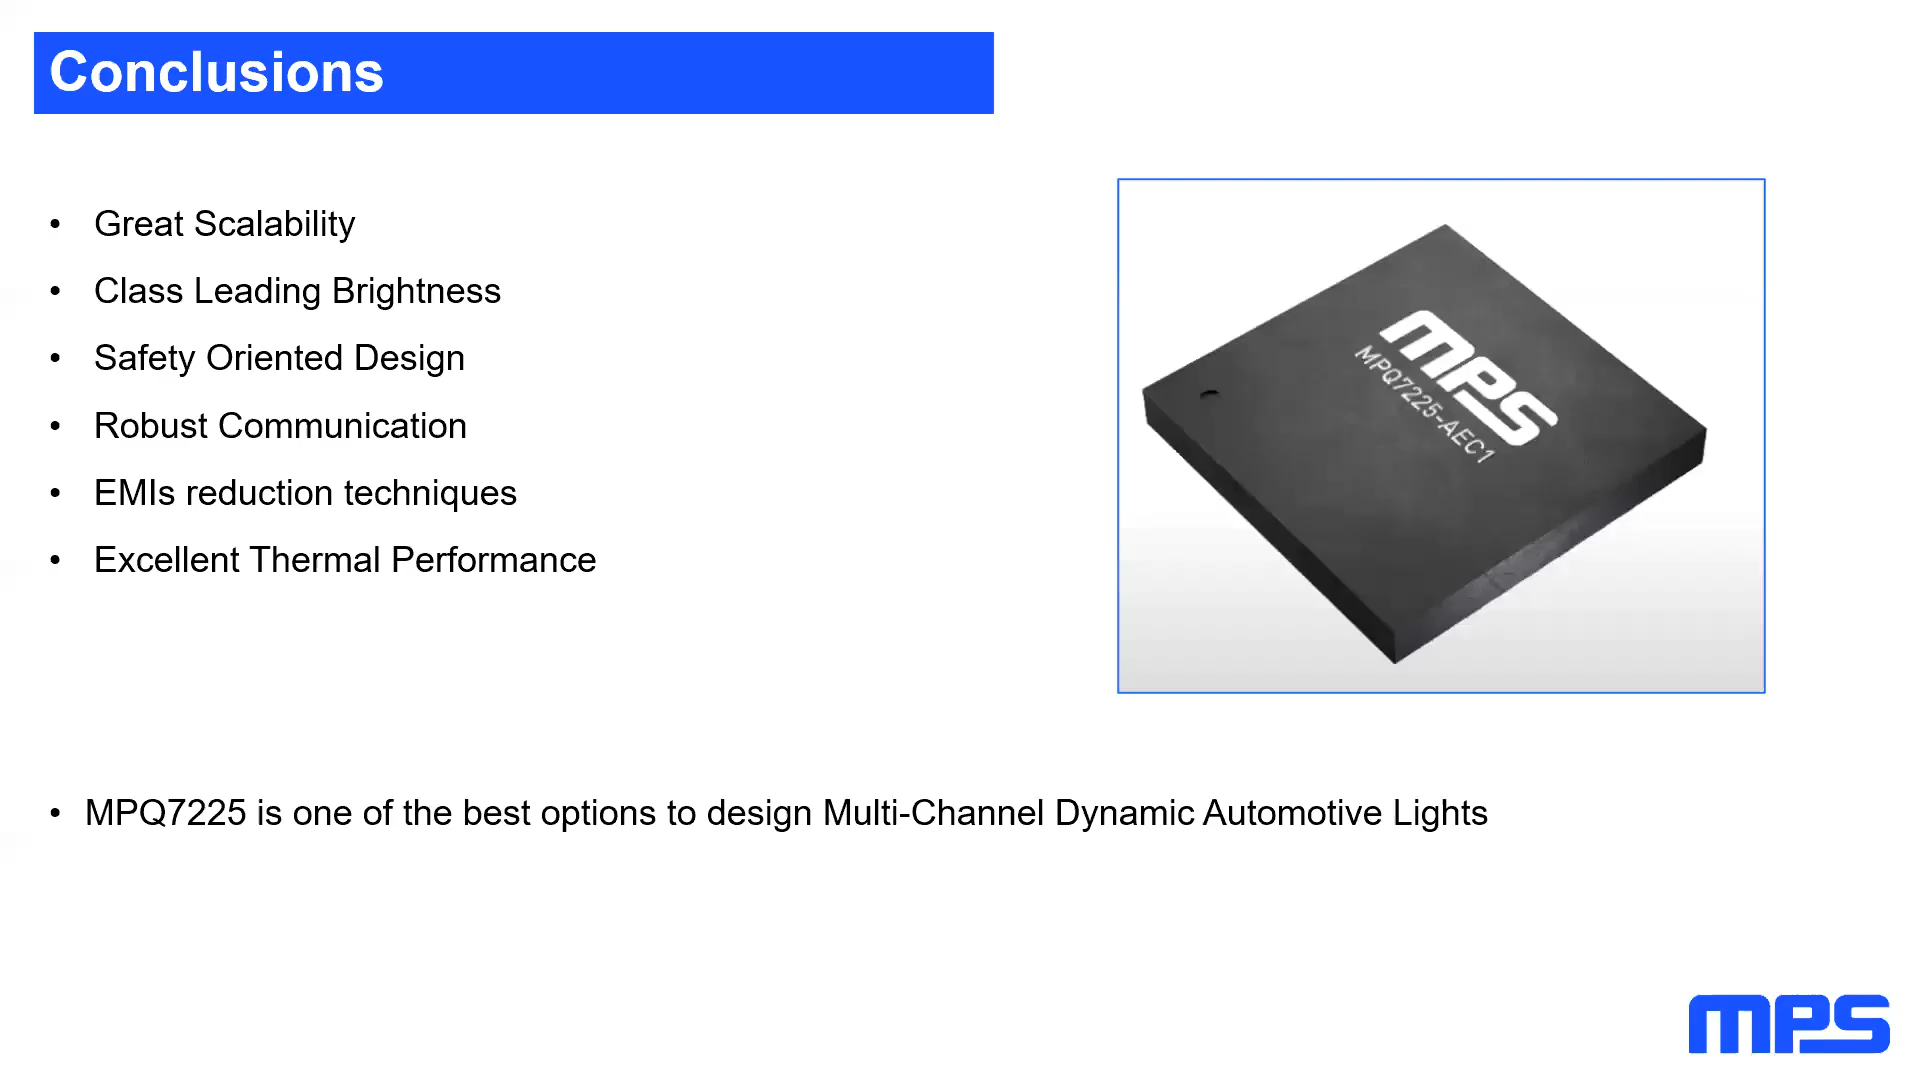 Conclusions
• Great Scalability
• Class Leading Brightness
• Safety Oriented Design
• Robust Communication
• EMIs reduction techniques
• Excellent Thermal Performance
mPS
MPQ7225-AEC1
• MPQ7225 is one of the best options to design Multi-Channel Dynamic Automotive Lights
mPS